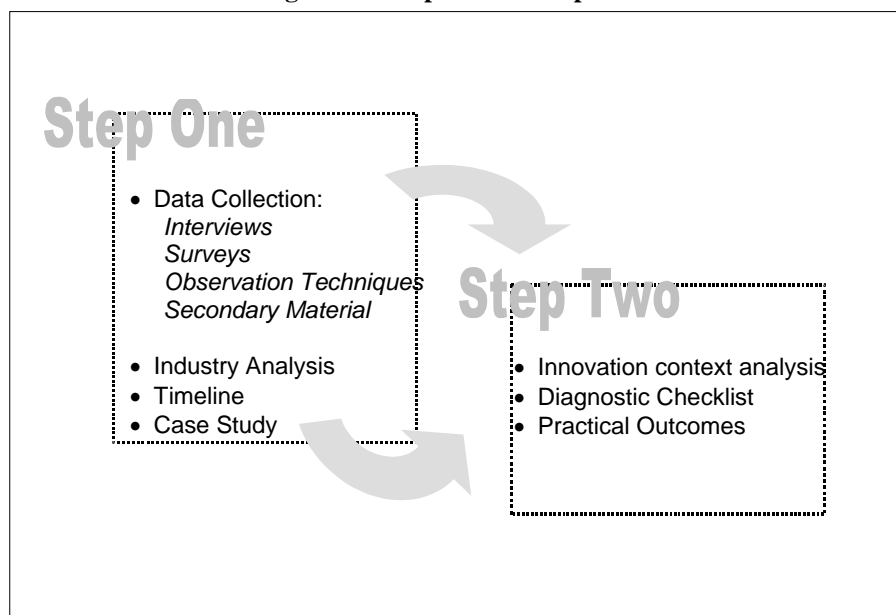 Step One
• Data Collection:
Interviews
Surveys
Observation Techniques
Secondary Material
• Industry Analysis
• Timeline
• Case Study
Step Two
• Innovation context analysis
• Diagnostic Checklist
• Practical Outcomes